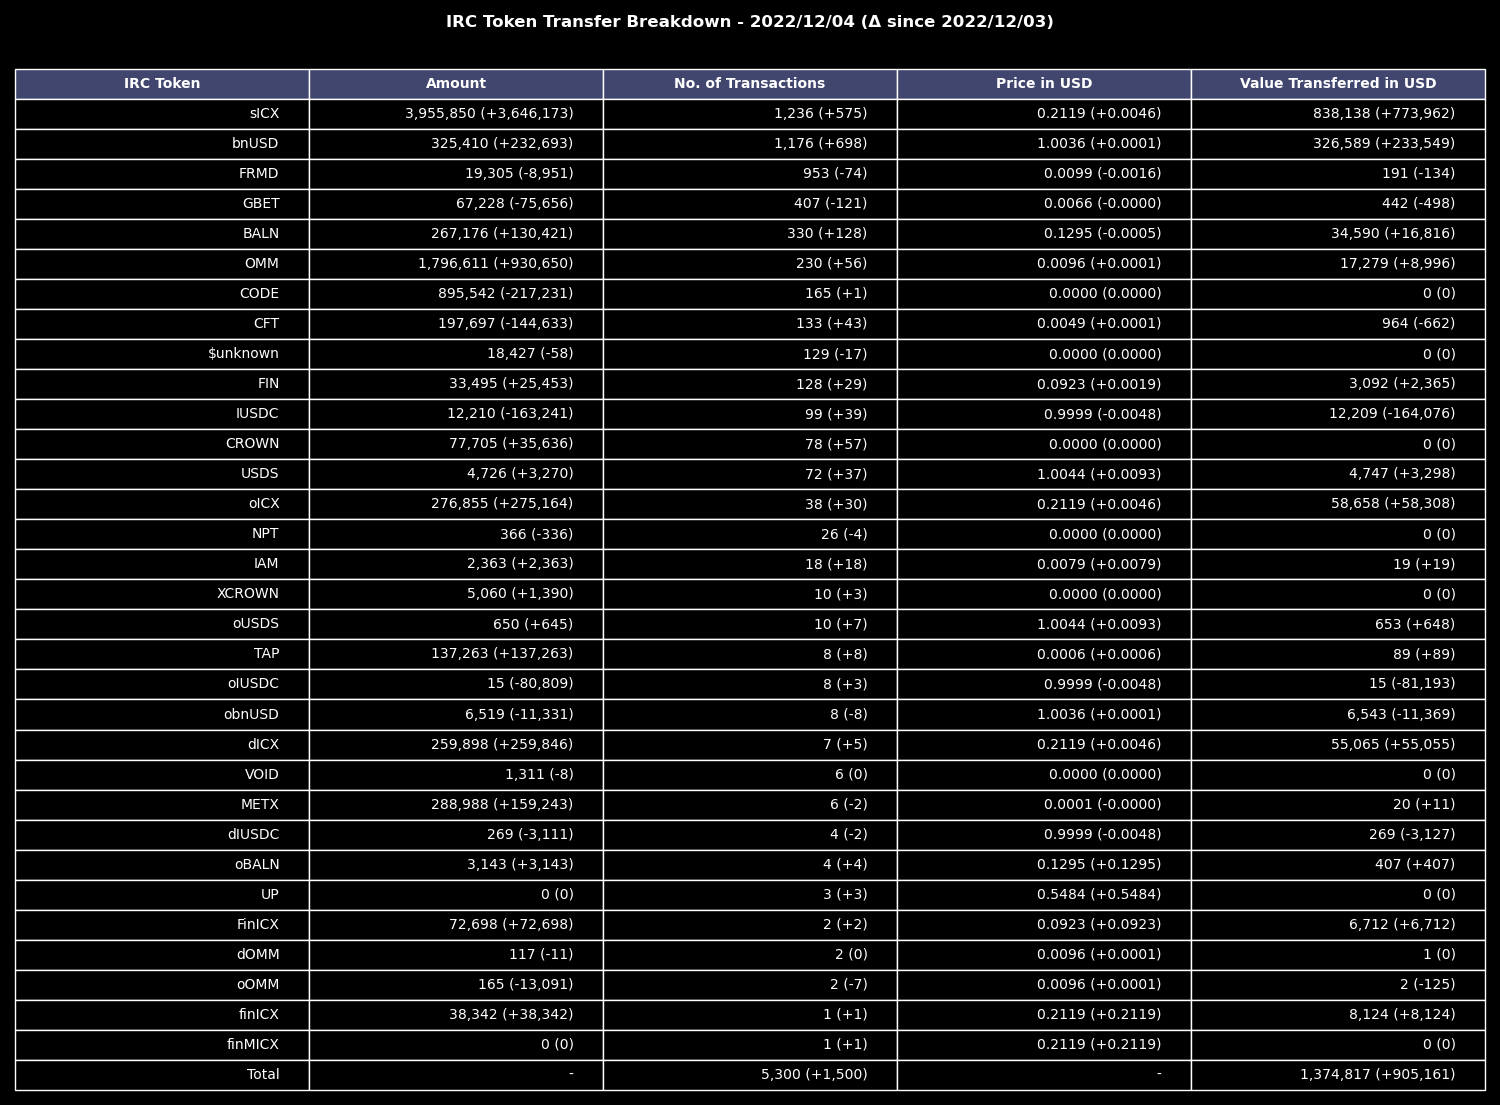 IRC Token Transfer Breakdown - 2022/12/04 (Δ since 2022/12/03)
IRC Token Amount No. of Transactions Price in USD Value Transferred in USD
sICX 3,955,850 (+3,646,173) 1,236 (+575) 0.2119 (+0.0046) 838,138 (+773,962)
bnUSD 325,410 (+232,693) 1,176 (+698) 1.0036 (+0.0001) 326,589 (+233,549)
FRMD 19,305 (-8,951) 953 (-74) 0.0099 (-0.0016) 191 (-134)
GBET 67,228 (-75,656) 407 (-121) 0.0066 (-0.0000) 442 (-498)
BALN 267,176 (+130,421) 330 (+128) 0.1295 (-0.0005) 34,590 (+16,816)
OMM 1,796,611 (+930,650) 230 (+56) 0.0096 (+0.0001) 17,279 (+8,996)
CODE 895,542 (-217,231) 165 (+1) 0.0000 (0.0000) 0 (0)
CFT 197,697 (-144,633) 133 (+43) 0.0049 (+0.0001) 964 (-662)
$unknown 18,427 (-58) 129 (-17) 0.0000 (0.0000) 0 (0)
FIN 33,495 (+25,453) 128 (+29) 0.0923 (+0.0019) 3,092 (+2,365)
IUSDC 12,210 (-163,241) 99 (+39) 0.9999 (-0.0048) 12,209 (-164,076)
CROWN 77,705 (+35,636) 78 (+57) 0.0000 (0.0000) 0 (0)
USDS 4,726 (+3,270) 72 (+37) 1.0044 (+0.0093) 4,747 (+3,298)
oICX 276,855 (+275,164) 38 (+30) 0.2119 (+0.0046) 58,658 (+58,308)
NPT 366 (-336) 26 (-4) 0.0000 (0.0000) 0 (0)
IAM 2,363 (+2,363) 18 (+18) 0.0079 (+0.0079) 19 (+19)
XCROWN 5,060 (+1,390) 10 (+3) 0.0000 (0.0000) 0 (0)
oUSDS 650 (+645) 10 (+7) 1.0044 (+0.0093) 653 (+648)
TAP 137,263 (+137,263) 8 (+8) 0.0006 (+0.0006) 89 (+89)
oIUSDC 15 (-80,809) 8 (+3) 0.9999 (-0.0048) 15 (-81,193)
obnUSD 6,519 (-11,331) 8 (-8) 1.0036 (+0.0001) 6,543 (-11,369)
dICX 259,898 (+259,846) 7 (+5) 0.2119 (+0.0046) 55,065 (+55,055)
VOID 1,311 (-8) 6 (0) 0.0000 (0.0000) 0 (0)
METX 288,988 (+159,243) 6 (-2) 0.0001 (-0.0000) 20 (+11)
dIUSDC 269 (-3,111) 4 (-2) 0.9999 (-0.0048) 269 (-3,127)
oBALN 3,143 (+3,143) 4 (+4) 0.1295 (+0.1295) 407 (+407)
UP 0 (0) 3 (+3) 0.5484 (+0.5484) 0 (0)
FinICX 72,698 (+72,698) 2 (+2) 0.0923 (+0.0923) 6,712 (+6,712)
dOMM 117 (-11) 2 (0) 0.0096 (+0.0001) 1 (0)
oOMM 165 (-13,091) 2 (-7) 0.0096 (+0.0001) 2 (-125)
finICX 38,342 (+38,342) 1 (+1) 0.2119 (+0.2119) 8,124 (+8,124)
finMICX 0 (0) 1 (+1) 0.2119 (+0.2119) 0 (0)
Total - 5,300 (+1,500) - 1,374,817 (+905,161)